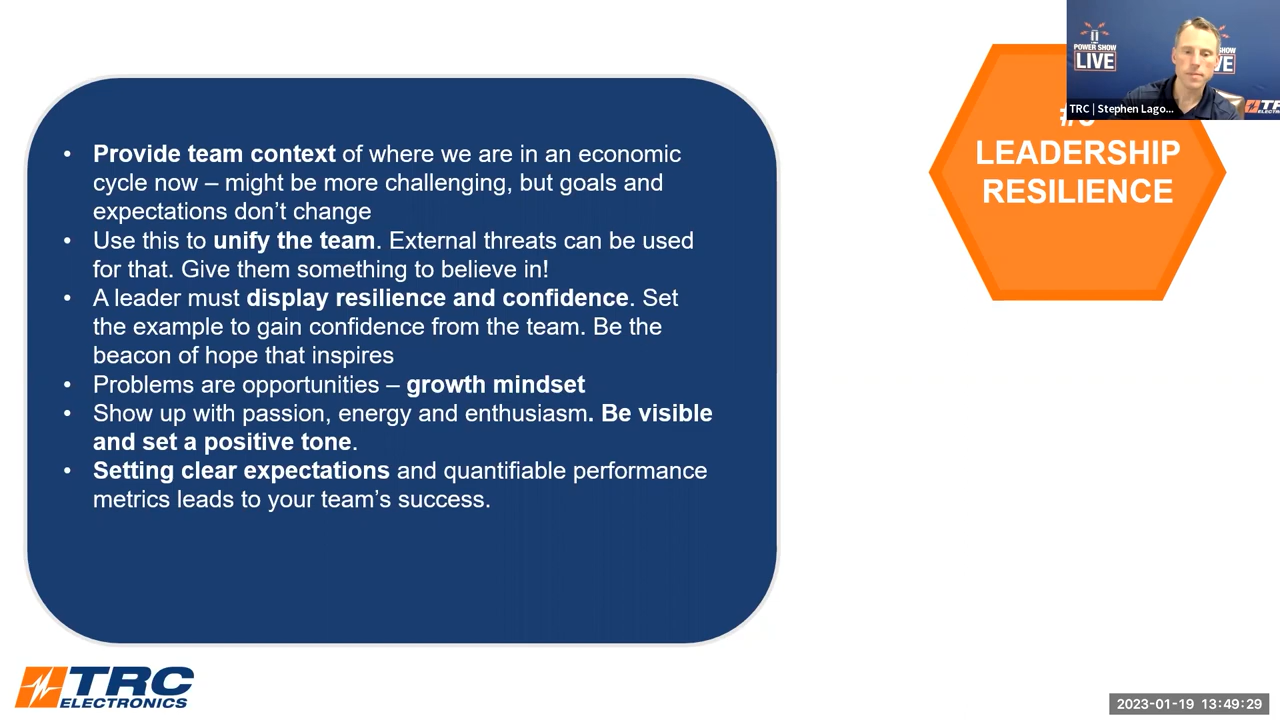 • Provide team context of where we are in an economic
cycle now – might be more challenging, but goals and
expectations don’t change
• Use this to unify the team. External threats can be used
for that. Give them something to believe in!
• A leader must display resilience and confidence. Set
the example to gain confidence from the team. Be the
beacon of hope that inspires
• Problems are opportunities – growth mindset
• Show up with passion, energy and enthusiasm. Be visible
and set a positive tone.
• Setting clear expectations and quantifiable performance
metrics leads to your team’s success.
LEADERSHIP
RESILIENCE
POWER SHOW
LIVE
TRC | Stephen Lago...
TRC
ELECTRONICS
2023-01-19 13:49:29